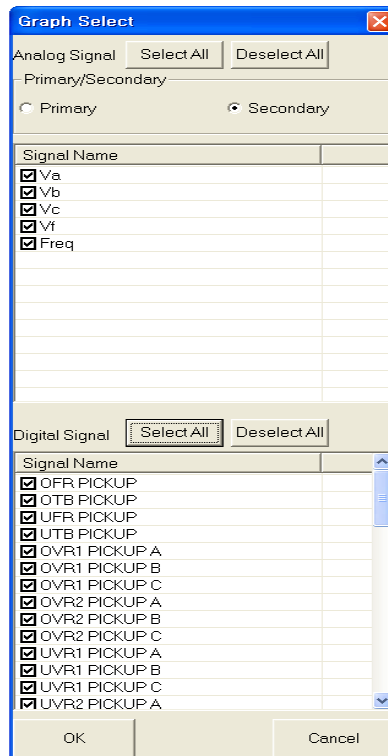 Graph Select
Analog Signal Select All Deselect All
Primary/Secondary
Primary Secondary
Signal Name
Va
Vb
Vc
Vf
Freq
Digital Signal Select All Deselect All
Signal Name
OFR PICKUP
OTB PICKUP
UFR PICKUP
UTB PICKUP
OVR1 PICKUP A
OVR1 PICKUP B
OVR1 PICKUP C
OVR2 PICKUP A
OVR2 PICKUP B
OVR2 PICKUP C
UVR1 PICKUP A
UVR1 PICKUP B
UVR1 PICKUP C
UVR2 PICKUP A
OK Cancel